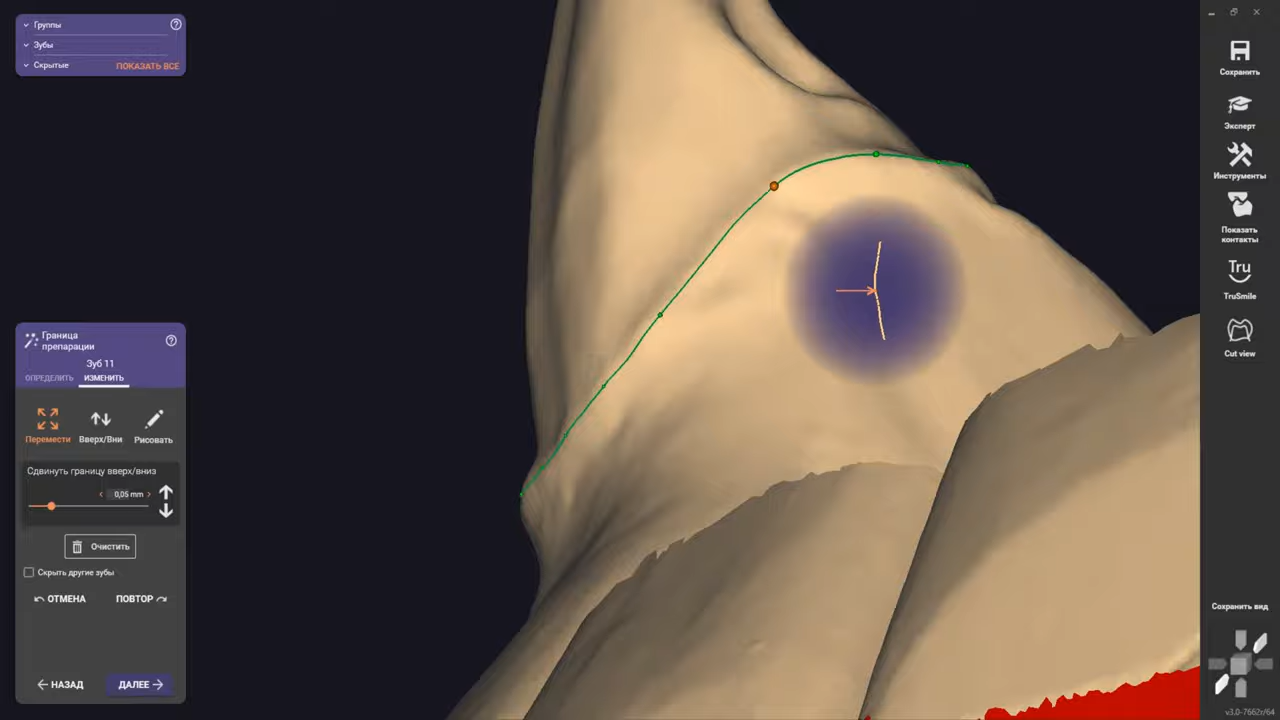 Группы
Зубы
Скрытые
ПОКАЗАТЬ ВСЕ
Граница
препарации
Зуб 11
ОПРЕДЕЛИТЬ
ИЗМЕНИТЬ
Перемести
Вверх/Вни
Рисовать
Сдвинуть границу вверх/вниз
0,05 mm
Очистить
Скрыть другие зубы
ОТМЕНА
ПОВТОР
НАЗАД
ДАЛЕЕ
Сохранить
Эксперт
Инструменты
Показать
контакты
Tru
TruSmile
Cut view
Сохранить вид
v3.0-7662r/64